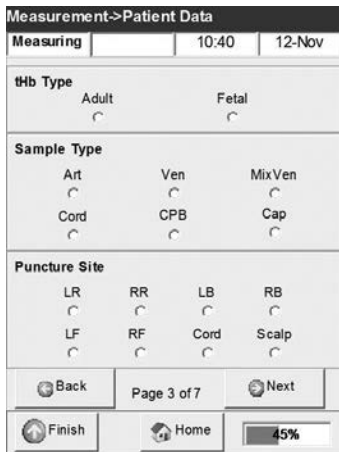 Measurement->Patient Data
Measuring 10:40 12-Nov
tHb Type
Adult Fetal
Sample Type
Art Ven MixVen
Cord CPB Cap
Puncture Site
LR RR LB RB
LF RF Cord Scalp
Back Page 3 of 7 Next
Finish Home 45%